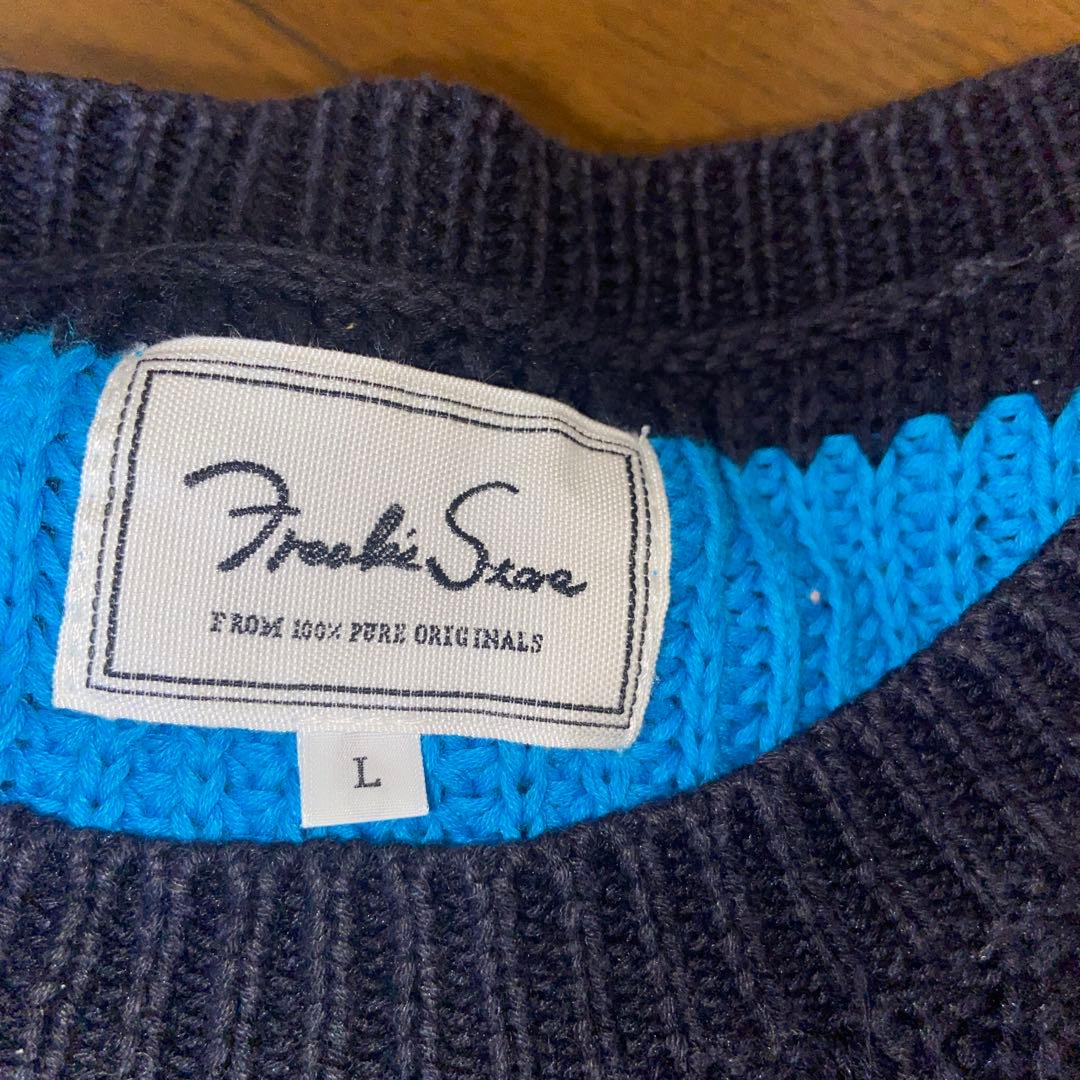 Freak's Store
FROM 100% PURE ORIGINALS
L